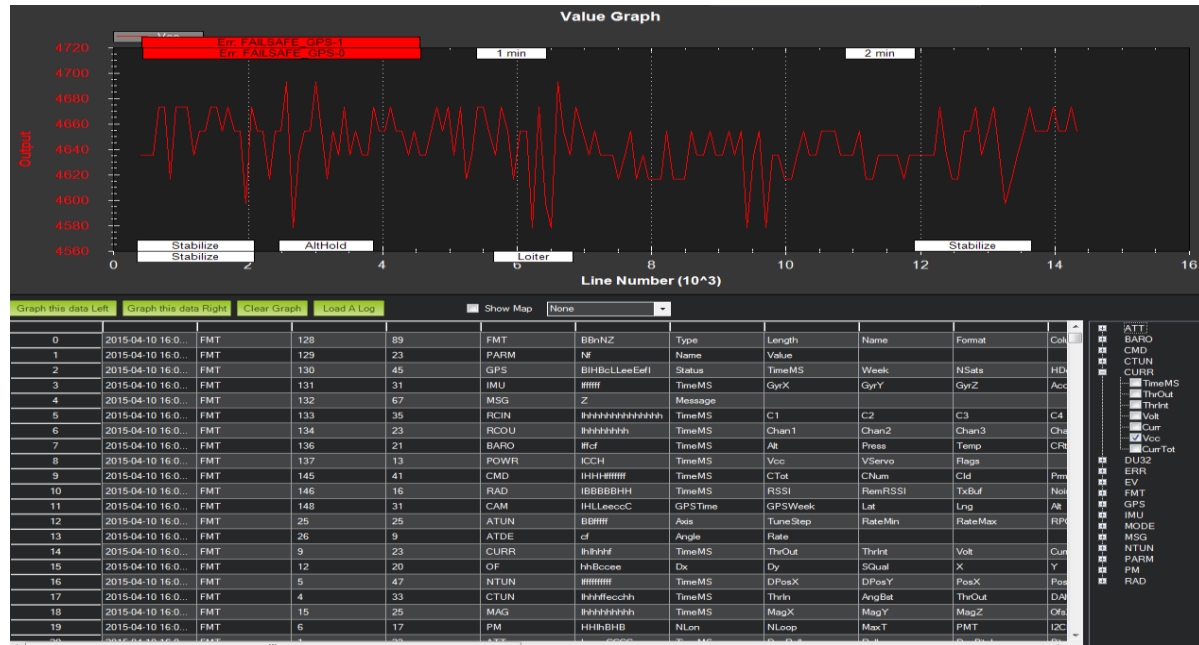 Value Graph
Vcc
Err: FAILSAFE_GPS-1
Err: FAILSAFE_GPS-0
1 min
2 min
4720
4700
4680
4660
4640
4620
4600
4580
4560
Output
Stabilize
AltHold
Stabilize
Stabilize
Loiter
0 2 4 6 8 10 12 14 16
Line Number (10^3)
Graph this data Left Graph this data Right Clear Graph Load A Log Show Map None
0 2015-04-10 16:0... FMT 128 89 FMT BBnNZ Type Length Name Format
1 2015-04-10 16:0... FMT 129 23 PARM Nf Name Value
2 2015-04-10 16:0... FMT 130 45 GPS BIHBcLLeeEefI Status TimeMS Week NSats
3 2015-04-10 16:0... FMT 131 31 IMU Iffffff TimeMS GyrX GyrY GyrZ
4 2015-04-10 16:0... FMT 132 67 MSG Z Message
5 2015-04-10 16:0... FMT 133 35 RCIN Ihhhhhhhhhhhhhh TimeMS C1 C2 C3 C4
6 2015-04-10 16:0... FMT 134 23 RCOU Ihhhhhhhh TimeMS Chan1 Chan2 Chan3
7 2015-04-10 16:0... FMT 136 21 BARO Iffcf TimeMS Alt Press Temp
8 2015-04-10 16:0... FMT 137 13 POWR ICCH TimeMS Vcc VServo Flags
9 2015-04-10 16:0... FMT 145 41 CMD IHHHfffffff TimeMS CTot CNum CId
10 2015-04-10 16:0... FMT 146 16 RAD IBBBBBHH TimeMS RSSI RemRSSI TxBuf
11 2015-04-10 16:0... FMT 148 31 CAM IHLLeeccC GPSTime GPSWeek Lat Lng Alt
12 2015-04-10 16:0... FMT 25 25 ATUN BBfffff Axis TuneStep RateMin RateMax
13 2015-04-10 16:0... FMT 26 9 ATDE cf Angle Rate
14 2015-04-10 16:0... FMT 9 23 CURR IhIhhhf TimeMS ThrOut ThrInt Volt
15 2015-04-10 16:0... FMT 12 20 OF hhBccee Dx Dy SQual X Y
16 2015-04-10 16:0... FMT 5 47 NTUN Iffffffffff TimeMS DPosX DPosY PosX
17 2015-04-10 16:0... FMT 4 33 CTUN Ihhhffecchh TimeMS ThrIn AngBst ThrOut
18 2015-04-10 16:0... FMT 15 25 MAG Ihhhhhhhhh TimeMS MagX MagY MagZ
19 2015-04-10 16:0... FMT 6 17 PM HHIhBHB NLon NLoop MaxT PMT
ATT
BARO
CMD
CTUN
CURR
TimeMS
ThrOut
ThrInt
Volt
Curr
Vcc
CurrTot
DU32
ERR
EV
FMT
GPS
IMU
MODE
MSG
NTUN
PARM
PM
RAD